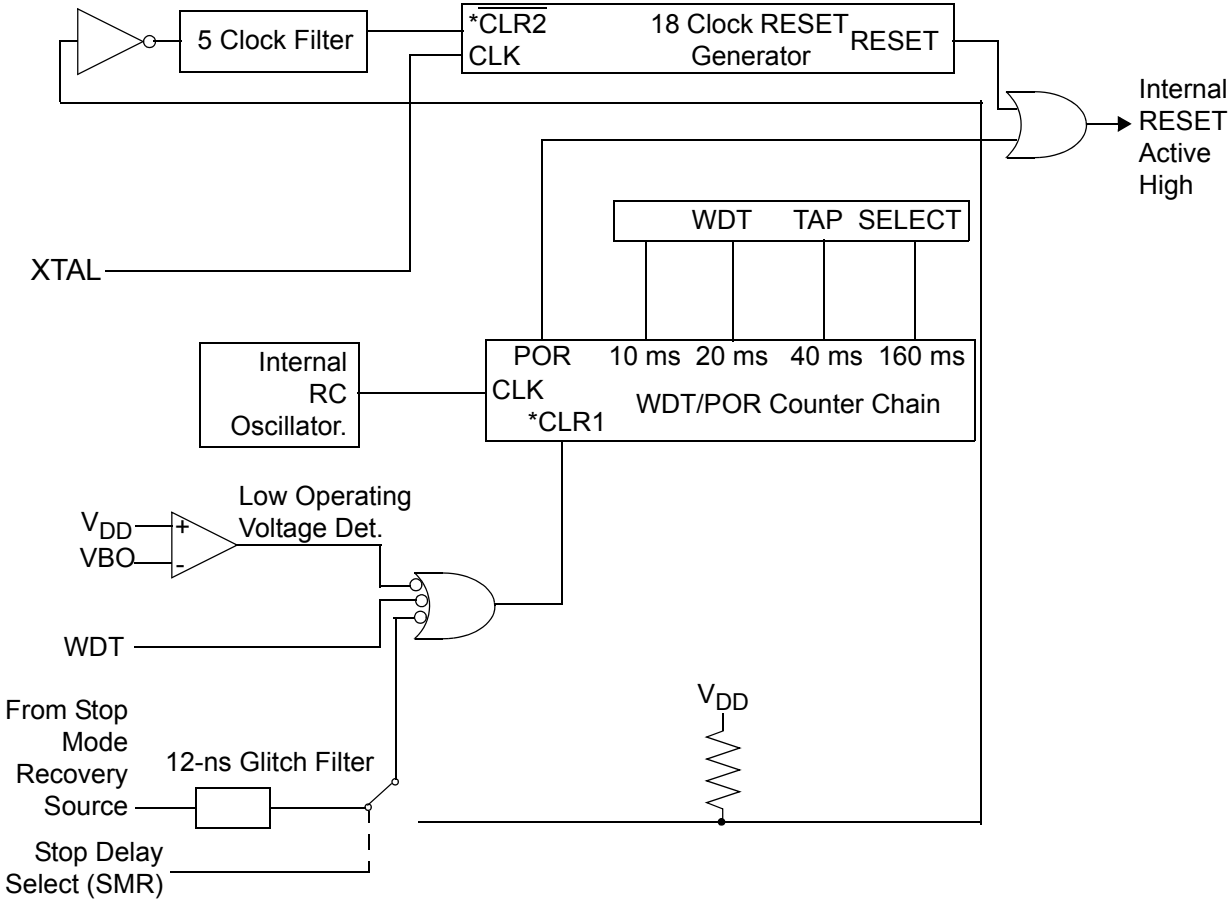 5 Clock Filter
*CLR2
CLK
18 Clock RESET
Generator
RESET
Internal
RESET
Active
High
WDT TAP SELECT
XTAL
Internal
RC
Oscillator.
POR
10 ms 20 ms 40 ms 160 ms
CLK
WDT/POR Counter Chain
*CLR1
Low Operating
Voltage Det.
VDD
+
VBO
-
WDT
From Stop
Mode
Recovery
Source
12-ns Glitch Filter
VDD
Stop Delay
Select (SMR)